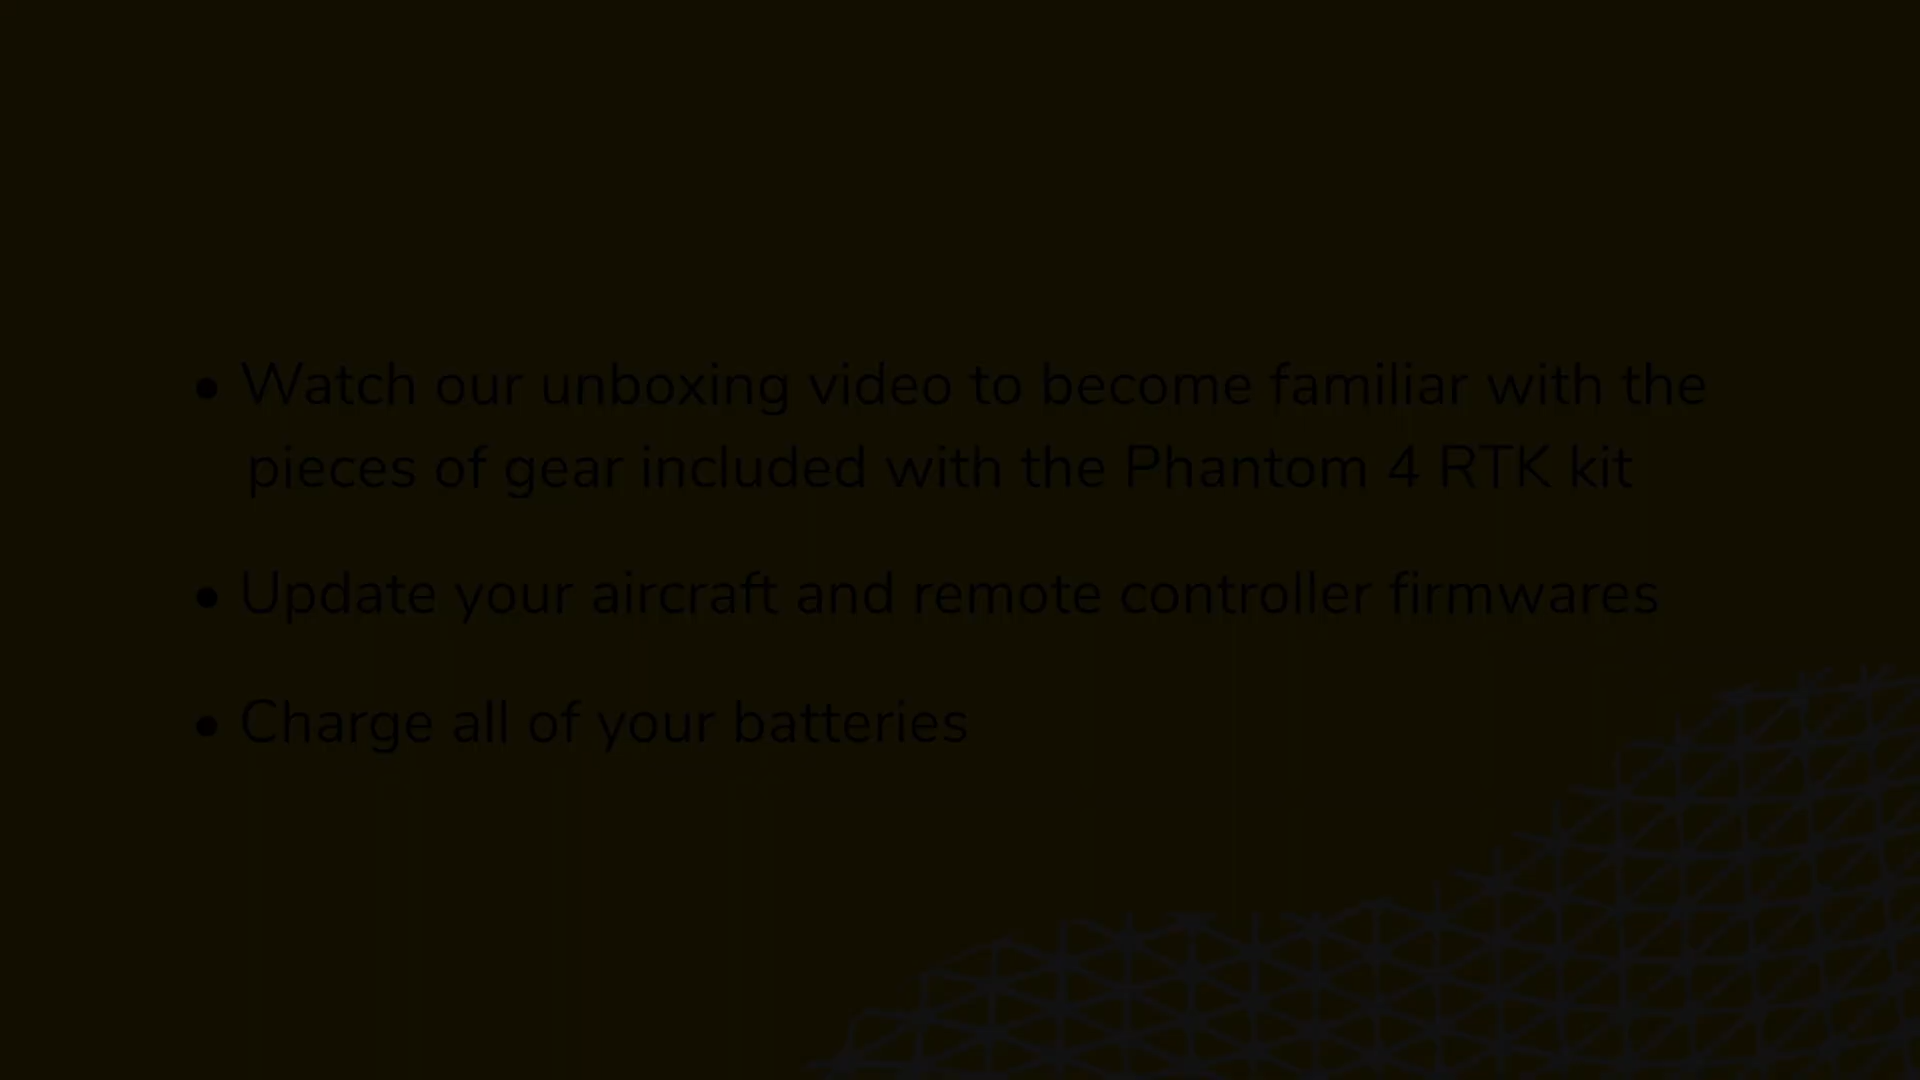 • Watch our unboxing video to become familiar with the
pieces of gear included with the Phantom 4 RTK kit
• Update your aircraft and remote controller firmwares
• Charge all of your batteries